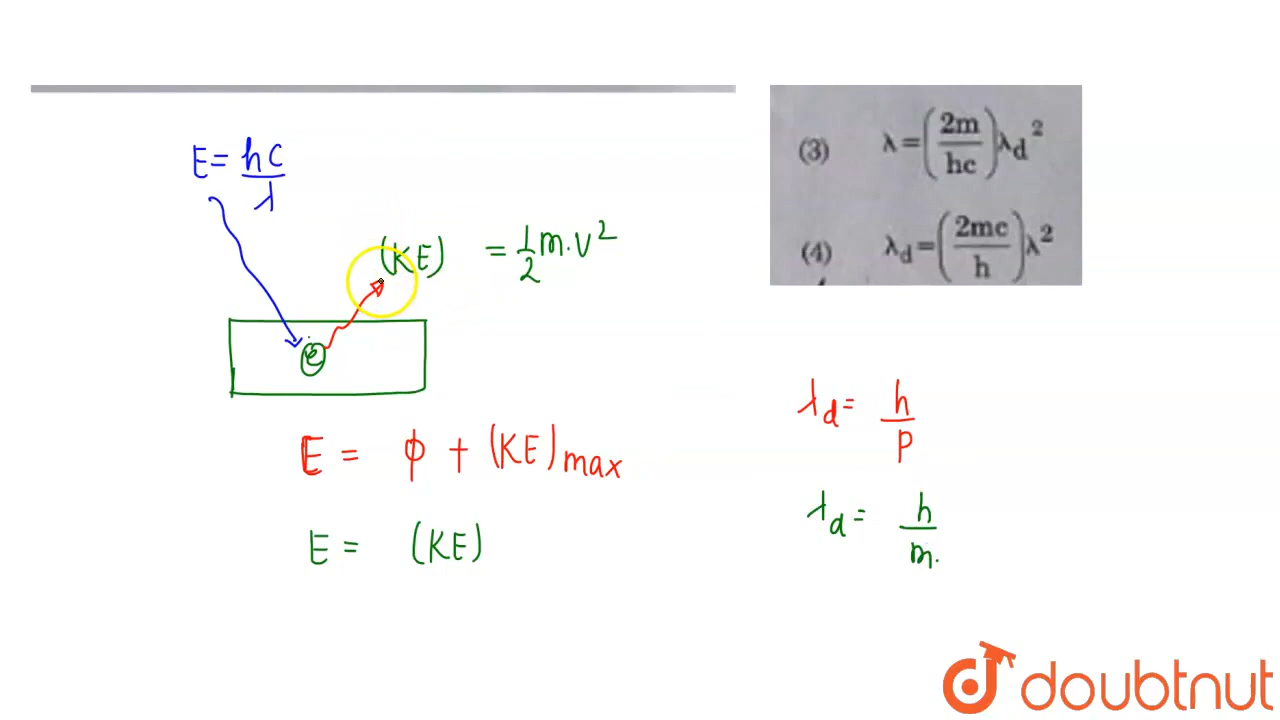 E = hc/λ
(KE) = 1/2 m.v²
e
E = φ + (KE)max
E = (KE)
(3) λ = (2m/hc) λd²
(4) λd = (2mc/h) λ²
λd = h/p
λd = h/m.
doubtnut